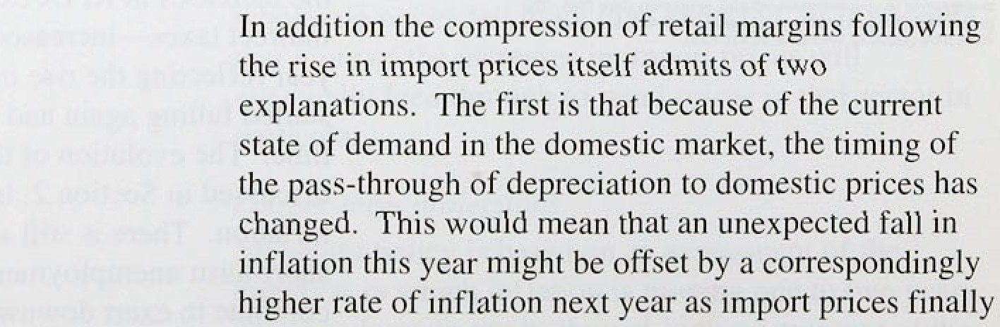 In addition the compression of retail margins following
the rise in import prices itself admits of two
explanations.  The first is that because of the current
state of demand in the domestic market, the timing of
the pass-through of depreciation to domestic prices has
changed.  This would mean that an unexpected fall in
inflation this year might be offset by a correspondingly
higher rate of inflation next year as import prices finally